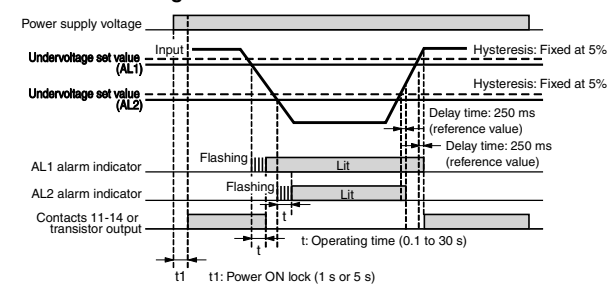 Power supply voltage
Input
Hysteresis: Fixed at 5%
Undervoltage set value
(AL1)
Hysteresis: Fixed at 5%
Undervoltage set value
(AL2)
Delay time: 250 ms
(reference value)
Delay time: 250 ms
(reference value)
Flashing
AL1 alarm indicator
Lit
Flashing
AL2 alarm indicator
Lit
t
Contacts 11-14 or
transistor output
t
t: Operating time (0.1 to 30 s)
t1
t1: Power ON lock (1 s or 5 s)